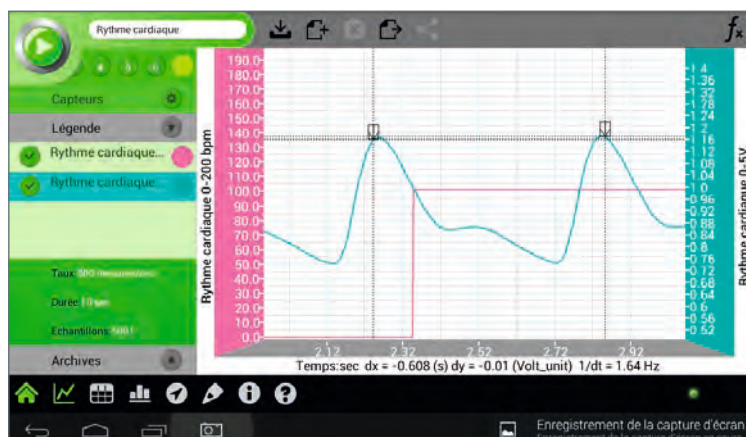 Rythme cardiaque
fx
Capteurs
Légende
Rythme cardiaque...
Rythme cardiaque...
Taux:
Durée: 10 sec
Echantillons: 5001
Archives
Rythme cardiaque 0-200 bpm
190.0
180.0
170.0
160.0
150.0
140.0
130.0
120.0
110.0
100.0
90.0
80.0
70.0
60.0
50.0
40.0
30.0
20.0
10.0
0.0
1.4
1.36
1.32
1.28
1.24
1.2
1.16
1.12
1.08
1.04
1.0
0.96
0.92
0.88
0.84
0.8
0.76
0.72
0.68
0.64
0.6
0.56
0.52
Rythme cardiaque 0-5V
2.12 2.32 2.52 2.72 2.92
Temps:sec dx = -0.608 (s) dy = -0.01 (Volt_unit) 1/dt = 1.64 Hz
Enregistrement de la capture d'écran